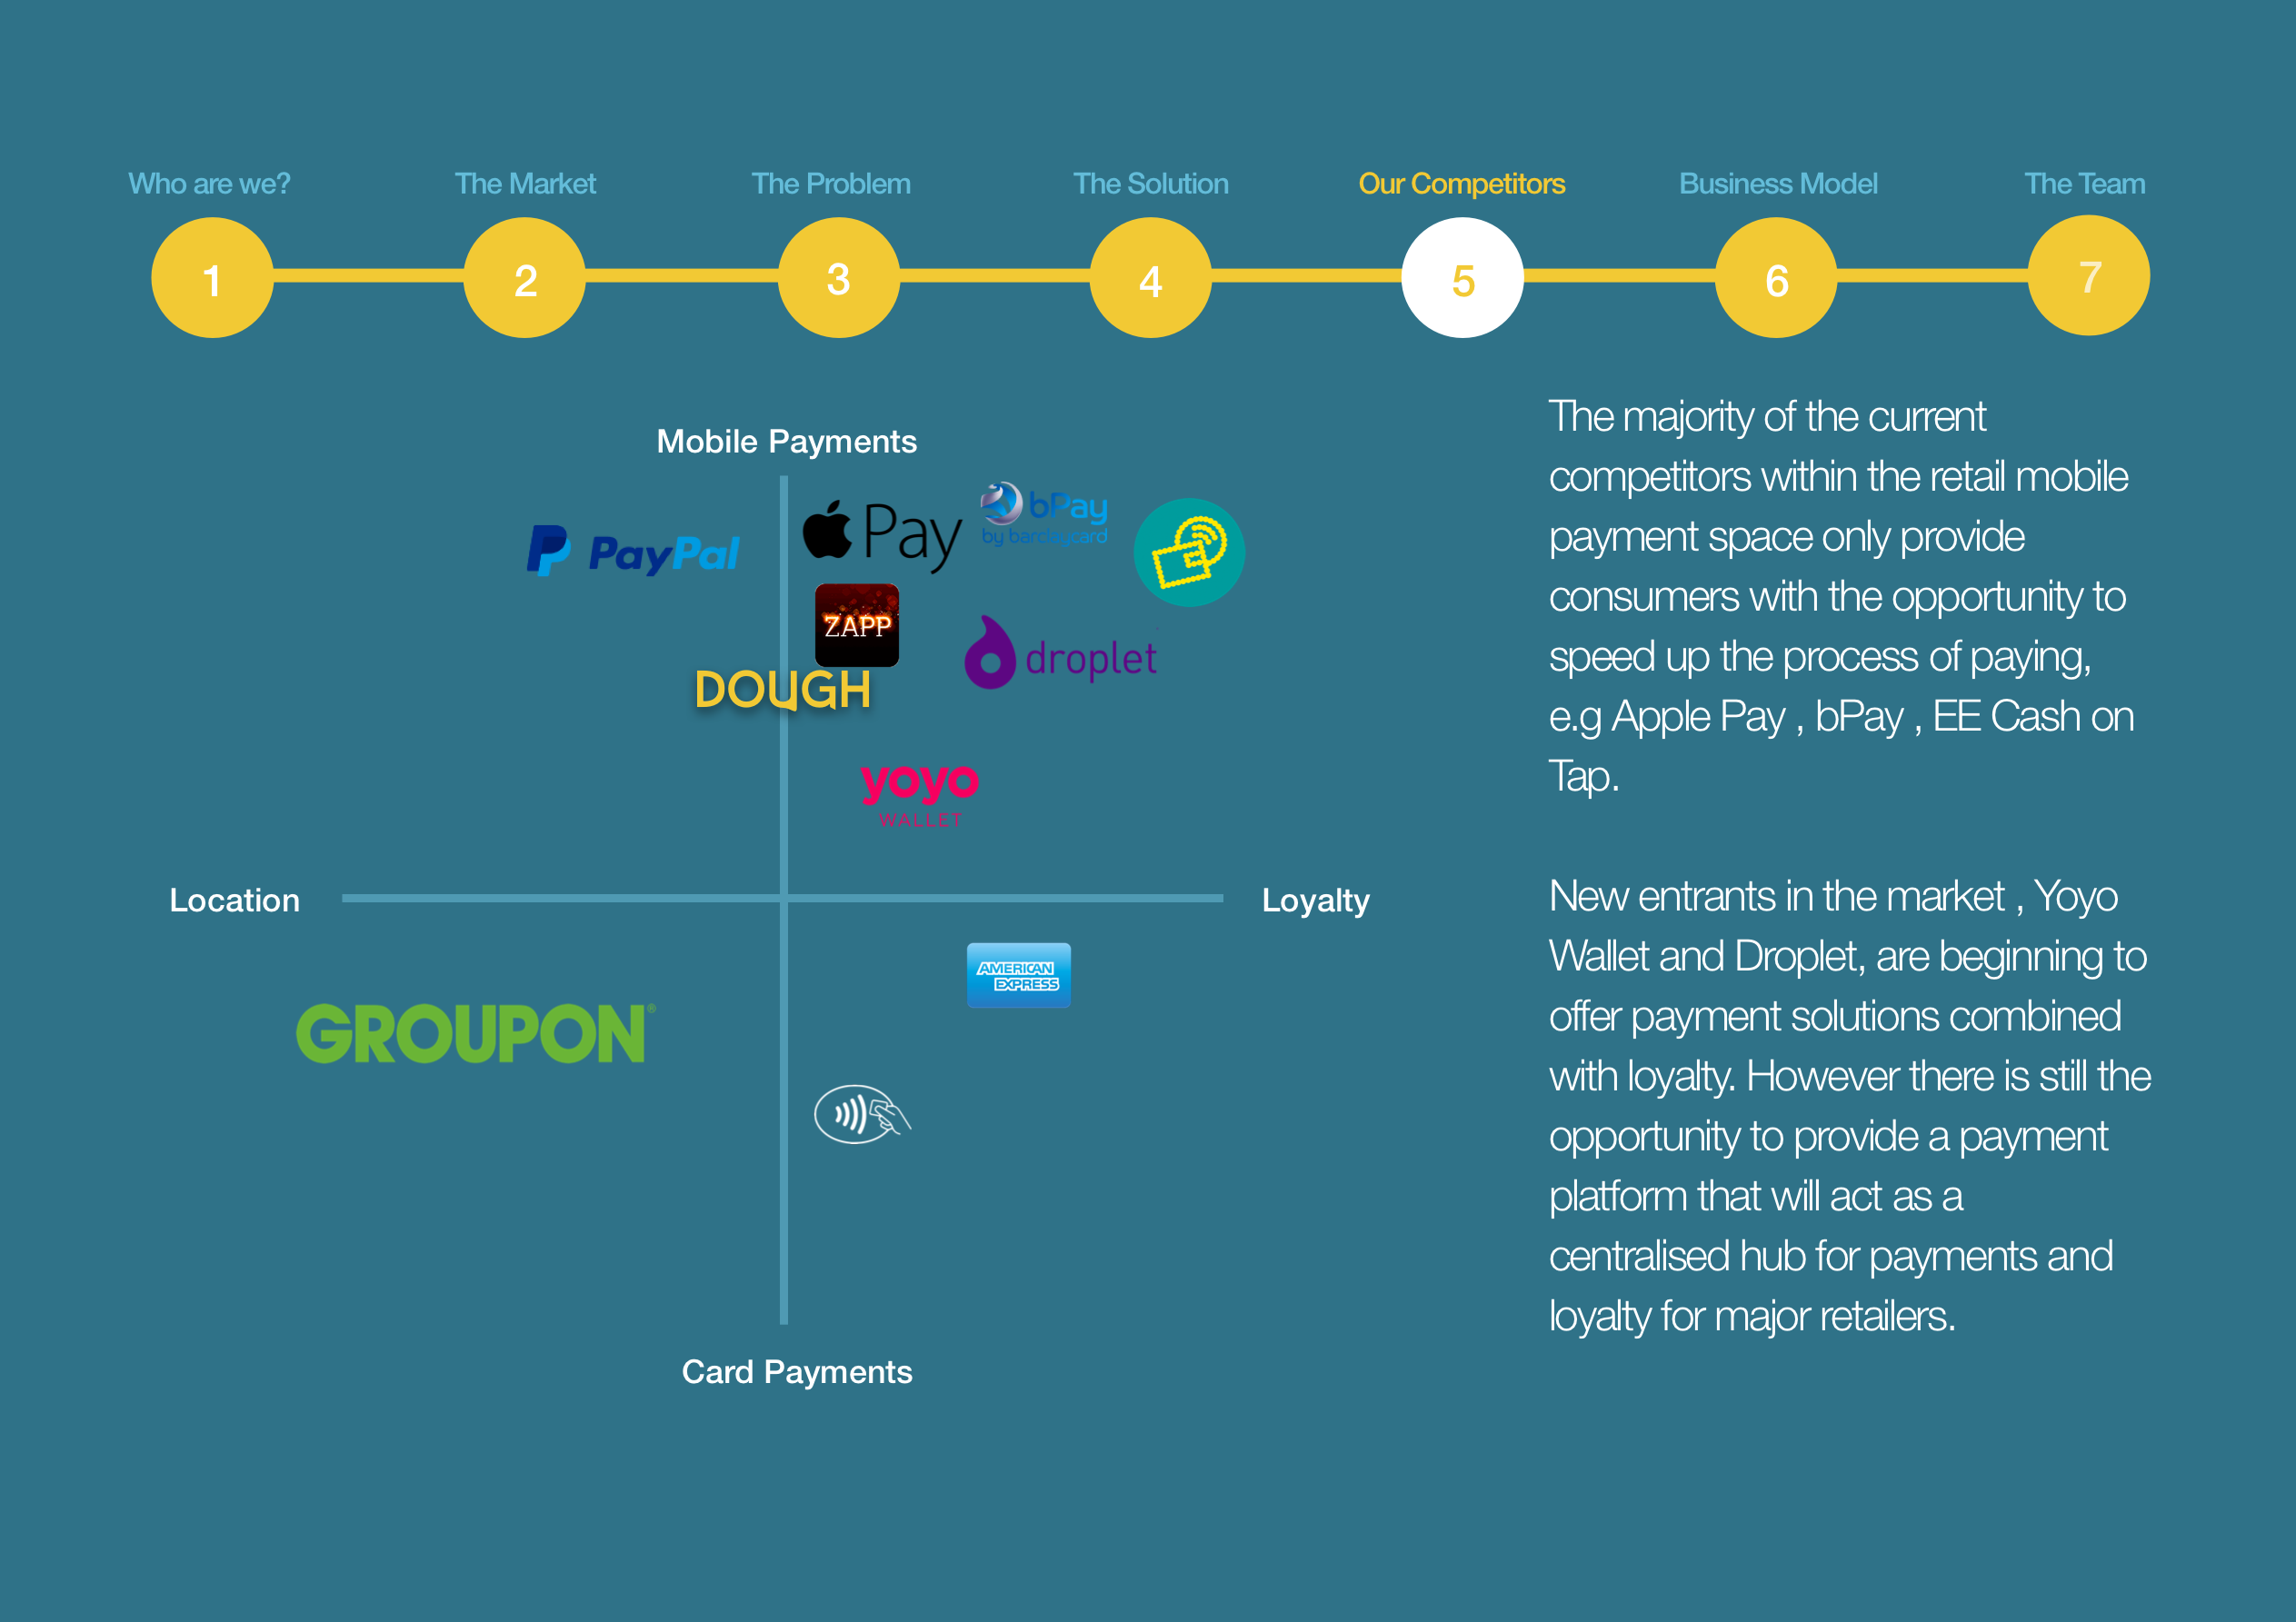 Who are we?
The Market
The Problem
The Solution
Our Competitors
Business Model
The Team
1
2
3
4
5
6
7
Mobile Payments
PayPal
Pay
bPay
by barclaycard
E
ZAPP
droplet
DOUGH
yoyo
WALLET
Location
Loyalty
AMERICAN
EXPRESS
GROUPON®
Card Payments
The majority of the current
competitors within the retail mobile
payment space only provide
consumers with the opportunity to
speed up the process of paying,
e.g Apple Pay , bPay , EE Cash on
Tap.
New entrants in the market , Yoyo
Wallet and Droplet, are beginning to
offer payment solutions combined
with loyalty. However there is still the
opportunity to provide a payment
platform that will act as a
centralised hub for payments and
loyalty for major retailers.